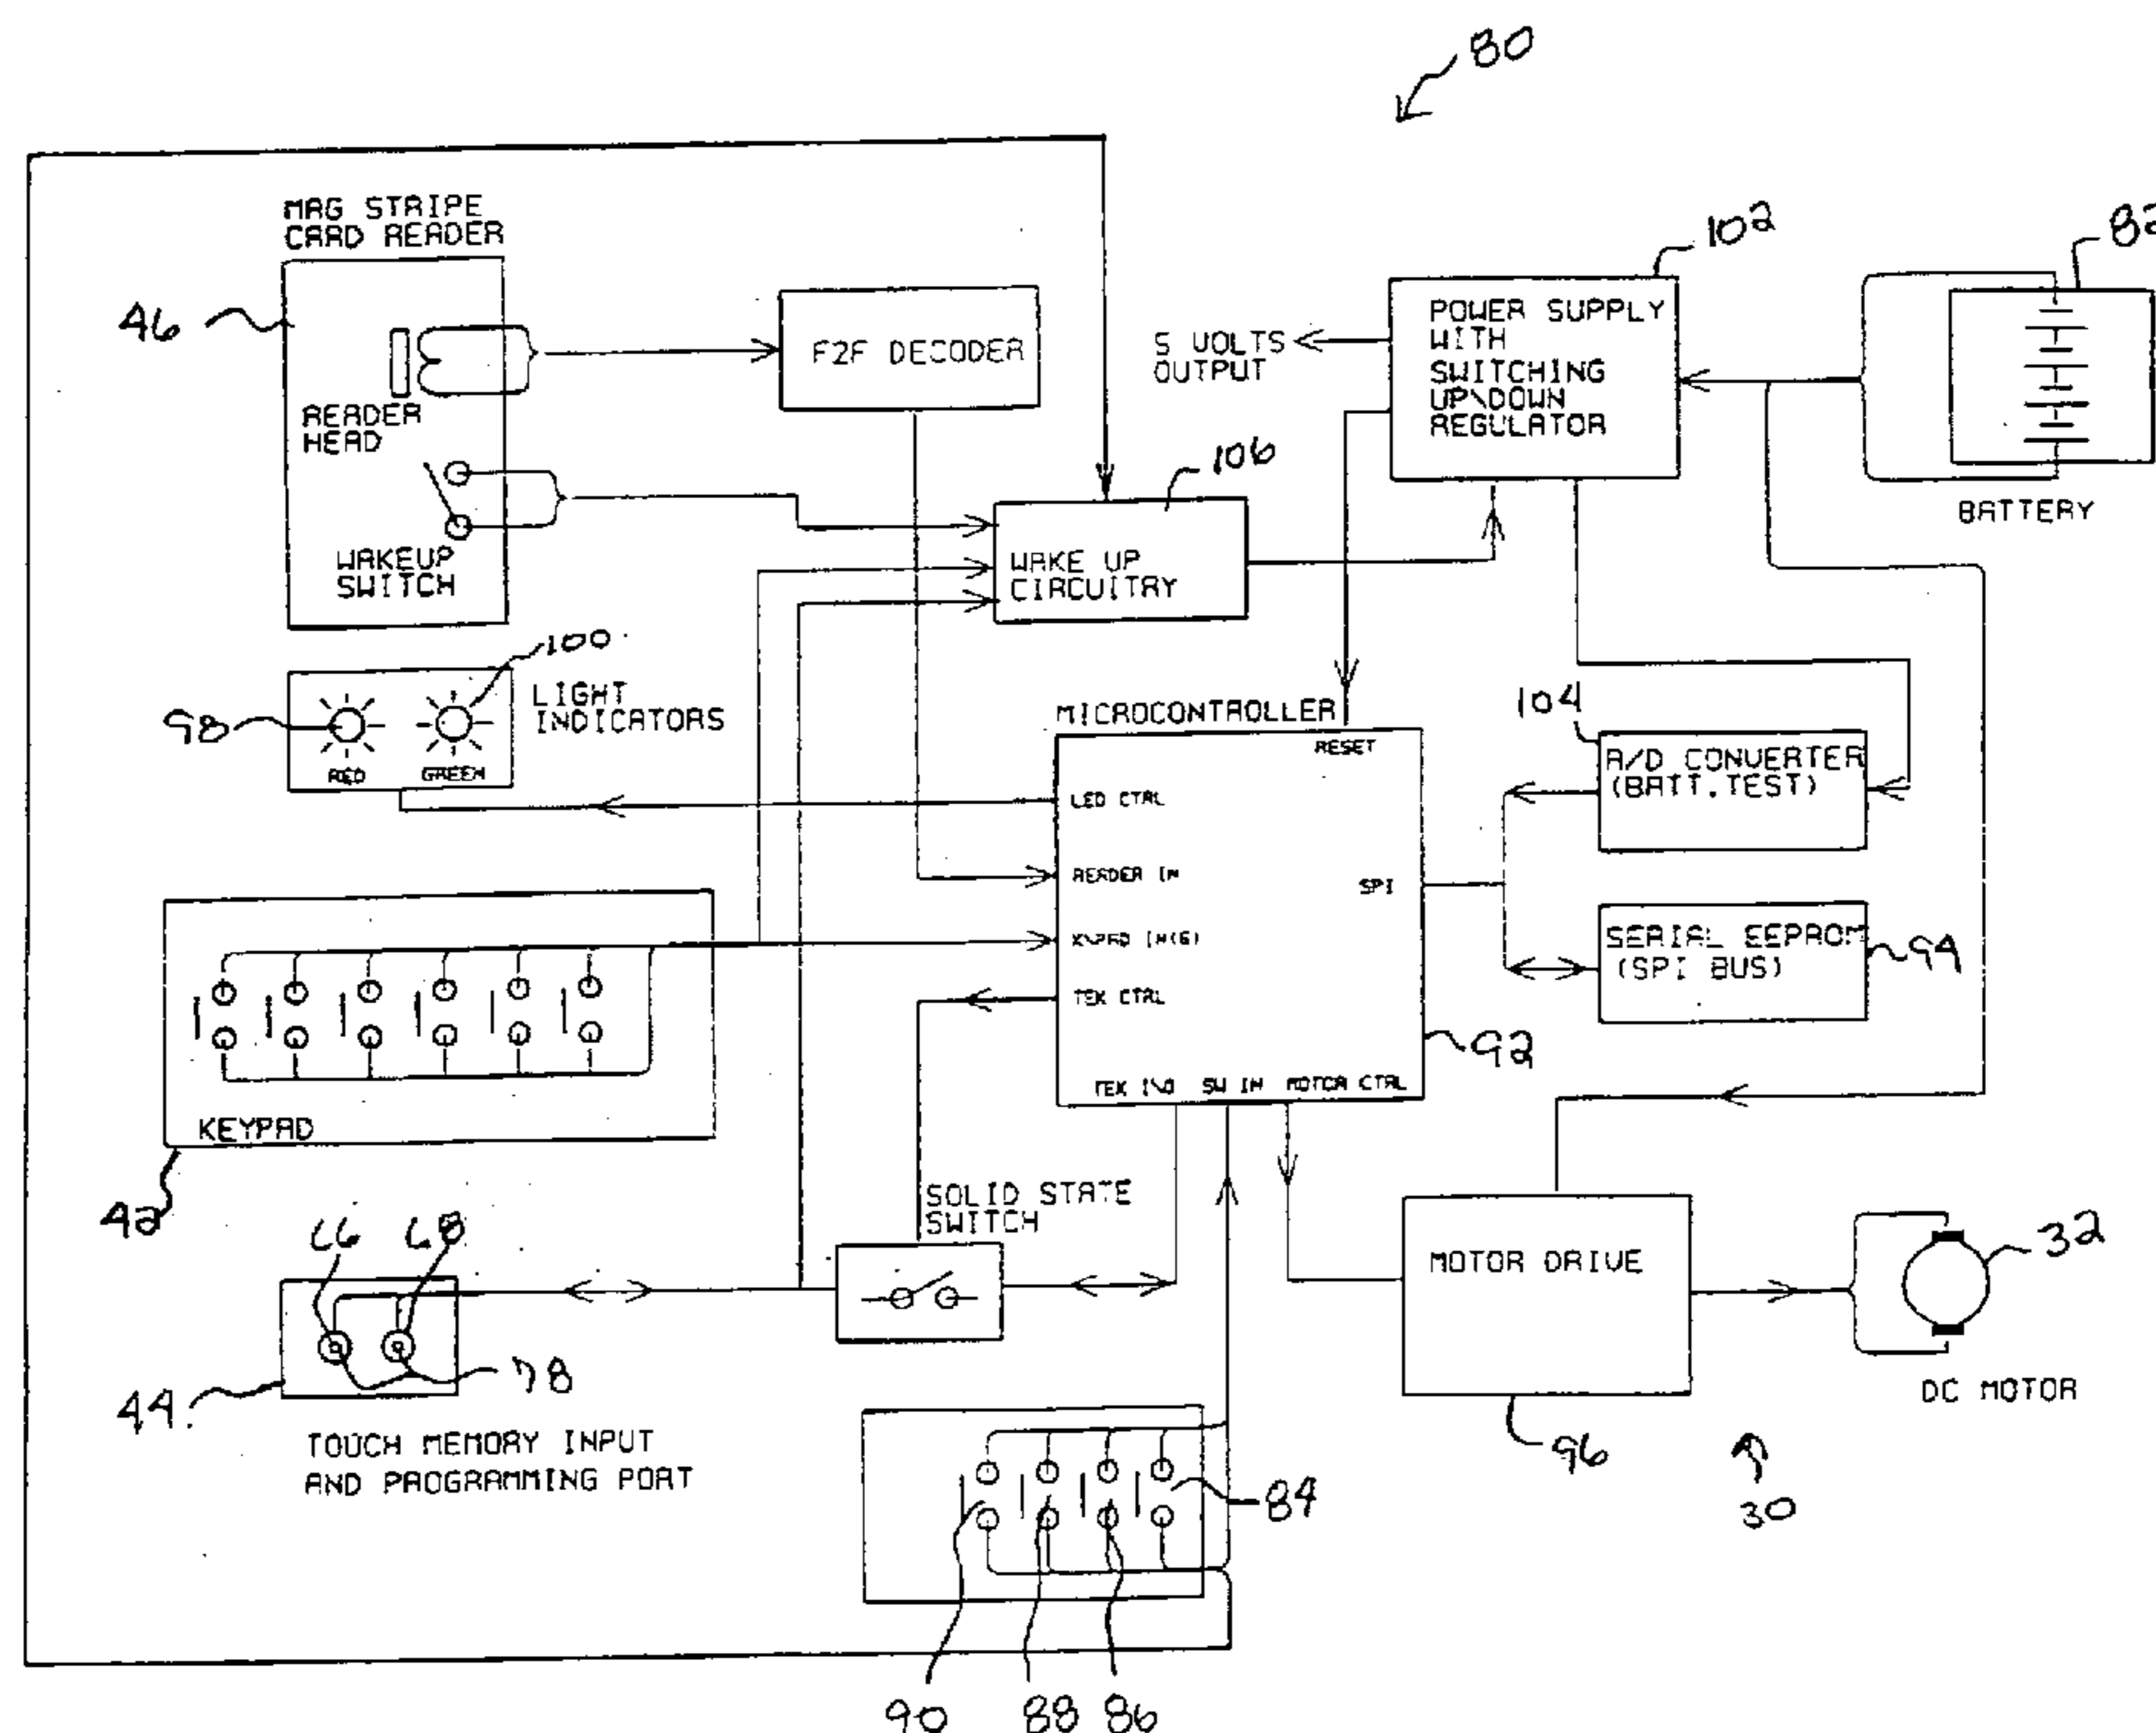 80
MAG STRIPE
CARD READER
46
READER
HEAD
WAKEUP
SWITCH
F2F DECODER
5 VOLTS
OUTPUT
102
POWER SUPPLY
WITH
SWITCHING
UP\DOWN
REGULATOR
82
BATTERY
106
WAKE UP
CIRCUITRY
100
98
RED
GREEN
LIGHT
INDICATORS
MICROCONTROLLER
RESET
LED CTRL
READER IN
KYPAD IN(6)
TEK CTRL
SPI
TEK I\O
SW IN
MOTOR CTRL
92
104
A/D CONVERTER
(BATT.TEST)
SERIAL EEPROM
(SPI BUS)
94
KEYPAD
42
SOLID STATE
SWITCH
66
68
78
44
TOUCH MEMORY INPUT
AND PROGRAMMING PORT
MOTOR DRIVE
96
32
DC MOTOR
30
84
90
88
86